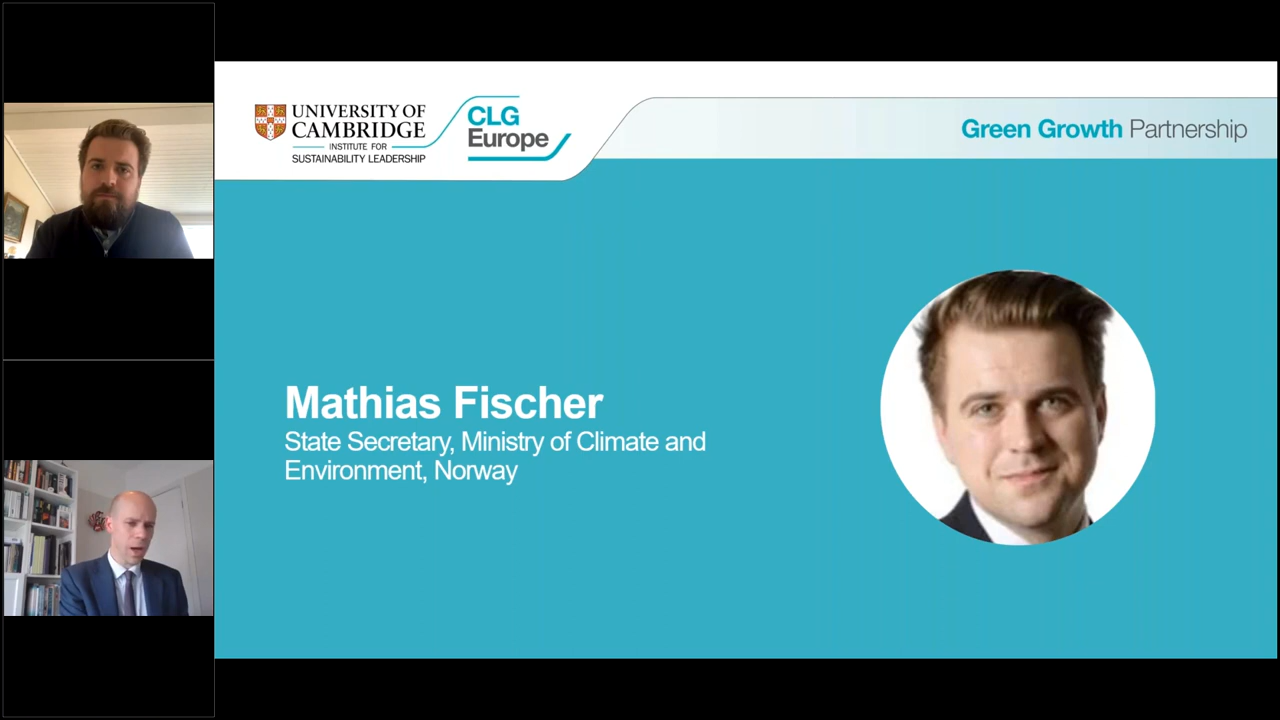 UNIVERSITY OF
CAMBRIDGE
INSTITUTE FOR
SUSTAINABILITY LEADERSHIP
CLG
Europe
Green Growth Partnership
Mathias Fischer
State Secretary, Ministry of Climate and
Environment, Norway